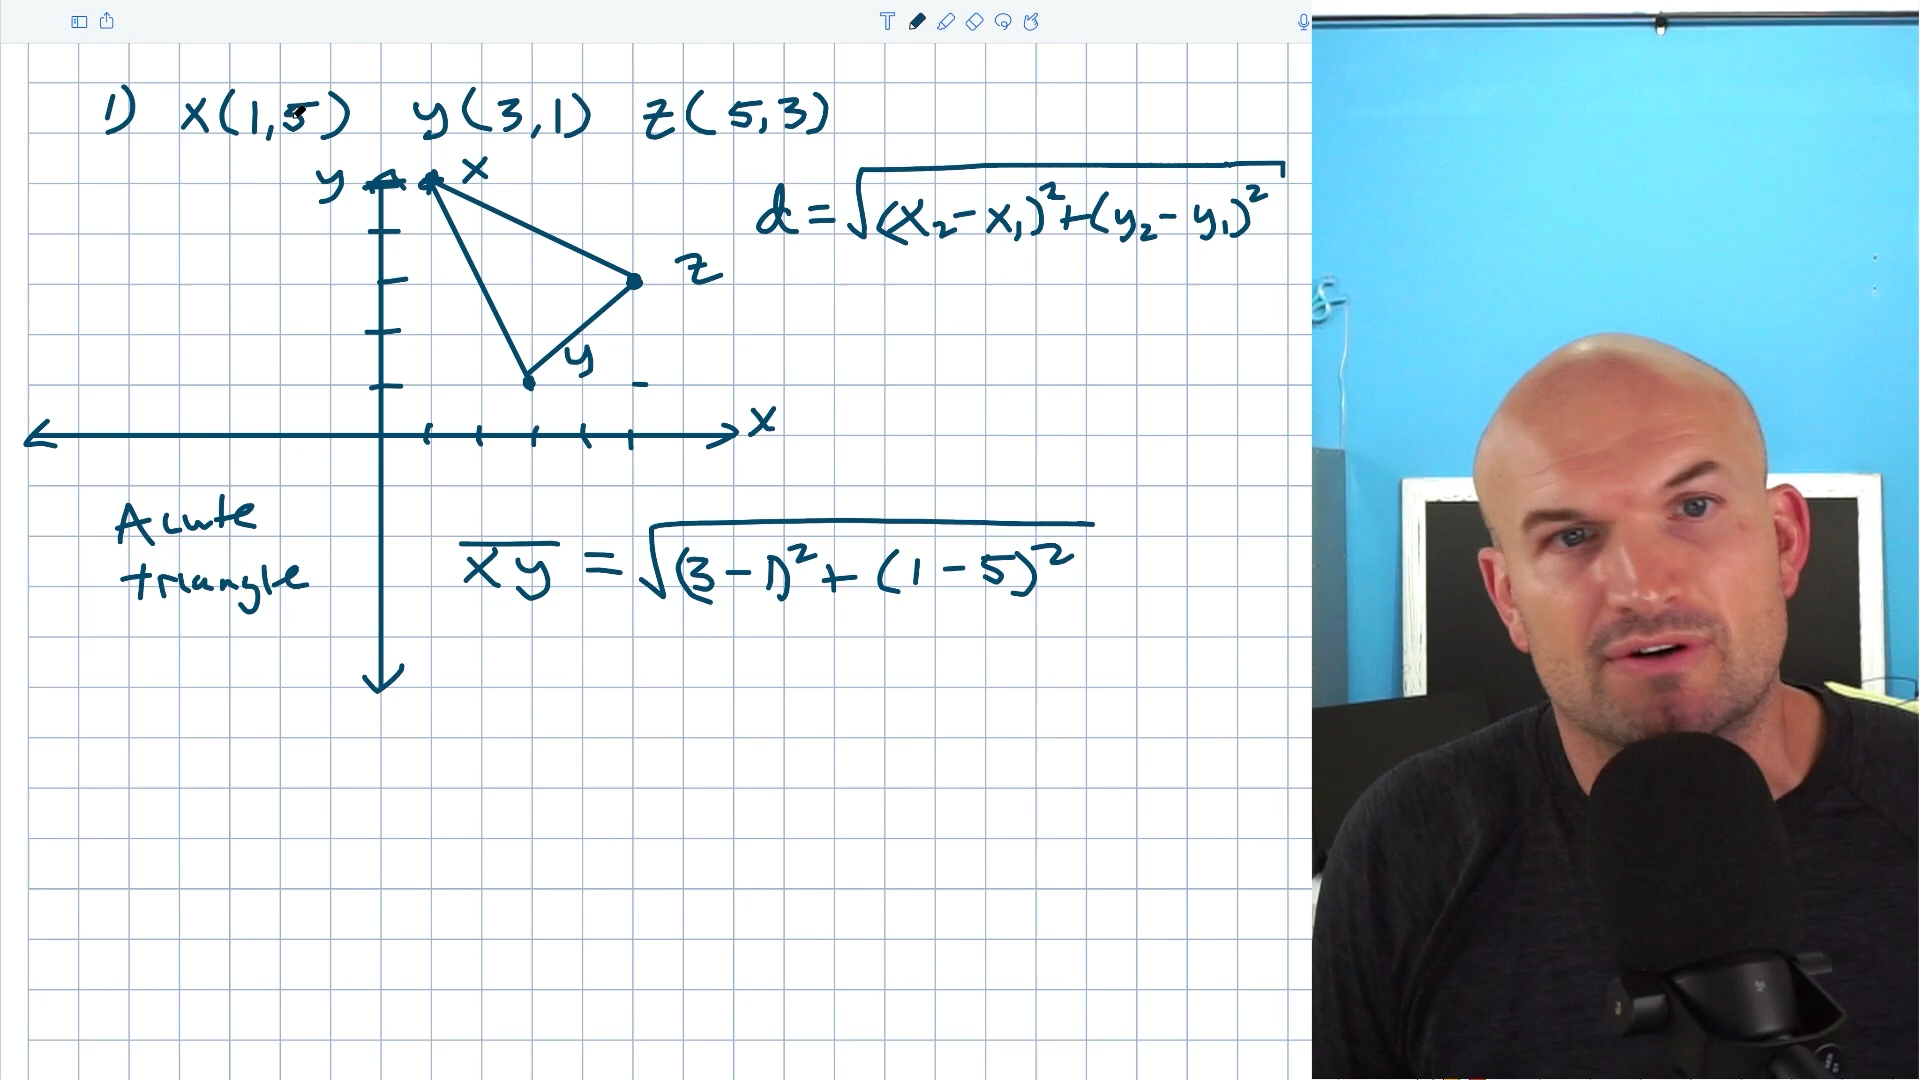 1) X(1,5) y(3,1) z(5,3)
y X
d = √(x₂-x₁)²+(y₂-y₁)²
z
y
X
Acute
triangle
xy = √(3-1)²+(1-5)²